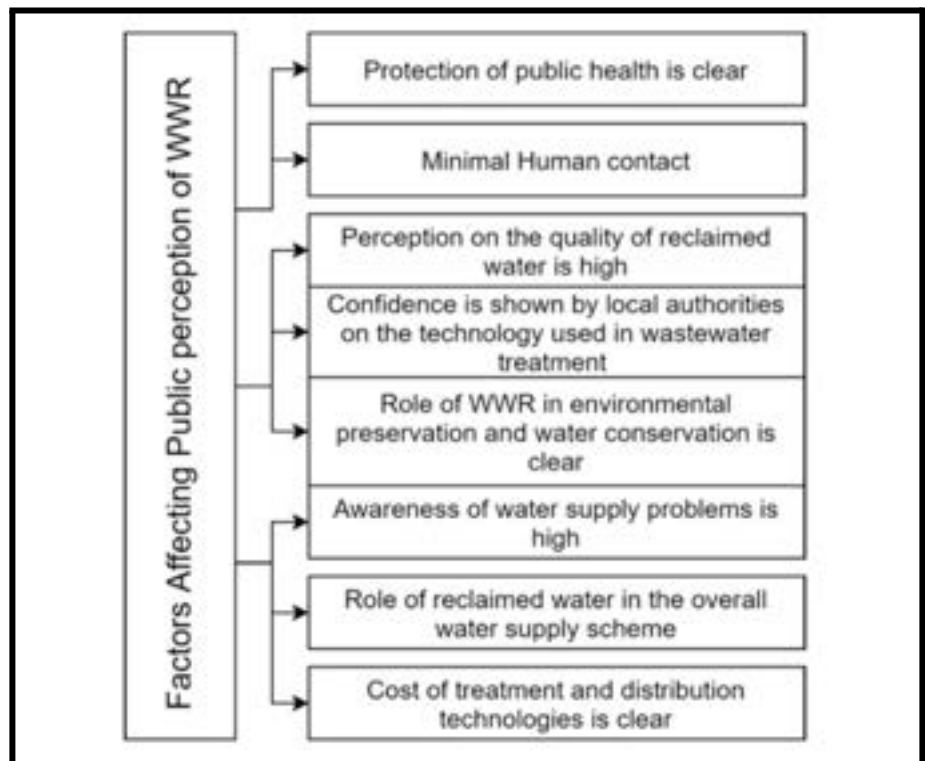 Factors Affecting Public perception of WWR
Protection of public health is clear
Minimal Human contact
Perception on the quality of reclaimed
water is high
Confidence is shown by local authorities
on the technology used in wastewater
treatment
Role of WWR in environmental
preservation and water conservation is
clear
Awareness of water supply problems is
high
Role of reclaimed water in the overall
water supply scheme
Cost of treatment and distribution
technologies is clear